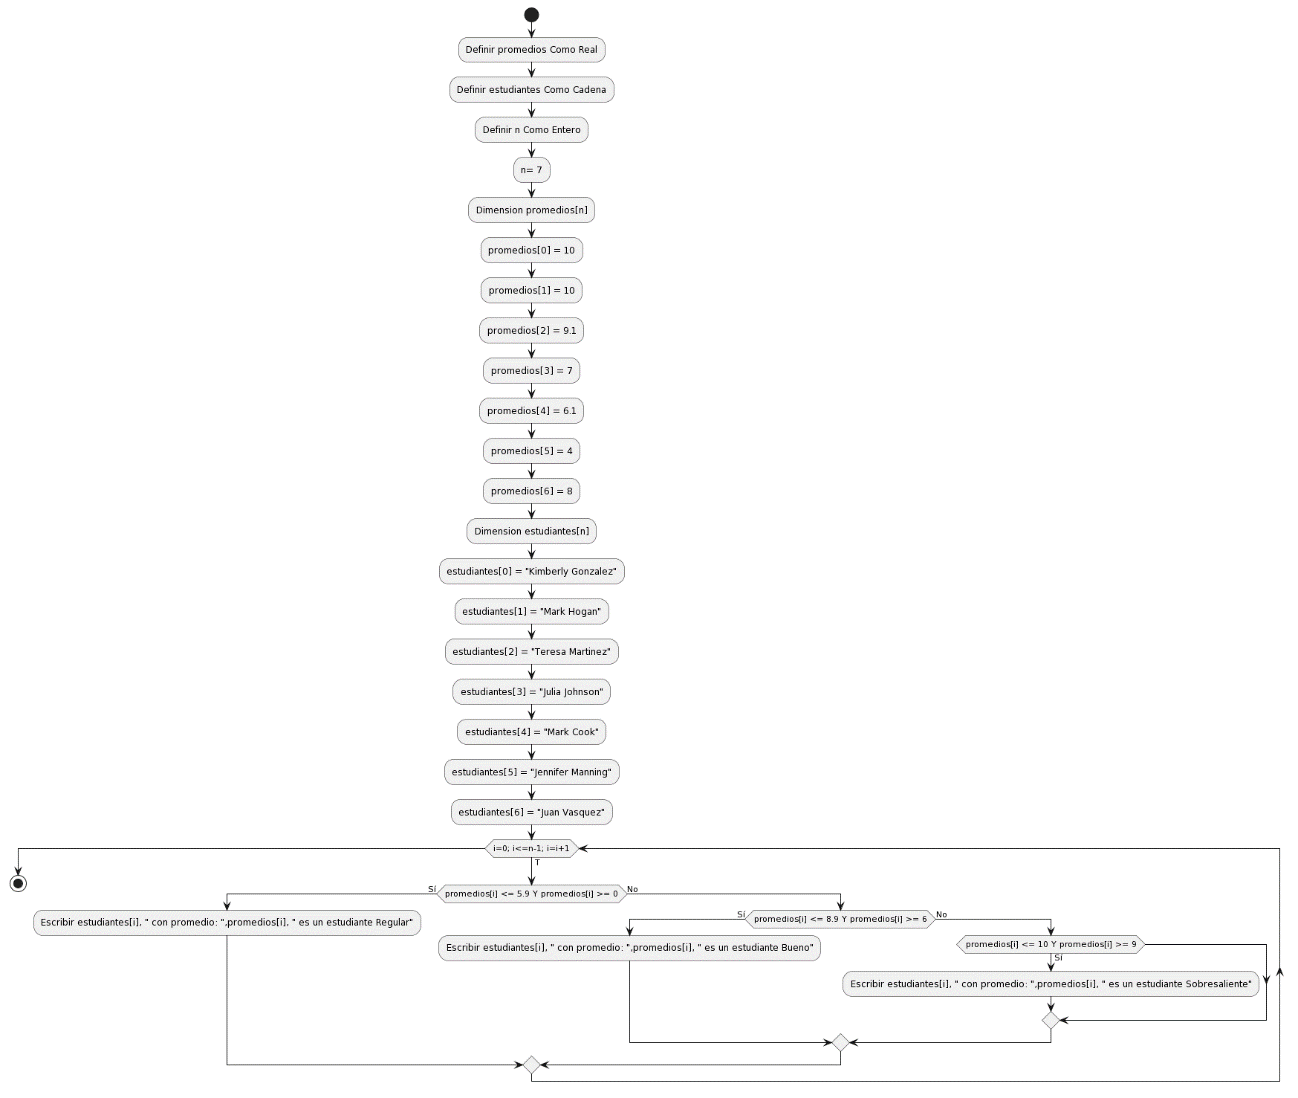 Definir promedios Como Real
Definir estudiantes Como Cadena
Definir n Como Entero
n= 7
Dimension promedios[n]
promedios[0] = 10
promedios[1] = 10
promedios[2] = 9.1
promedios[3] = 7
promedios[4] = 6.1
promedios[5] = 4
promedios[6] = 8
Dimension estudiantes[n]
estudiantes[0] = "Kimberly Gonzalez"
estudiantes[1] = "Mark Hogan"
estudiantes[2] = "Teresa Martinez"
estudiantes[3] = "Julia Johnson"
estudiantes[4] = "Mark Cook"
estudiantes[5] = "Jennifer Manning"
estudiantes[6] = "Juan Vasquez"
i=0; i<=n-1; i=i+1
T
Sí
promedios[i] <= 5.9 Y promedios[i] >= 0
No
Escribir estudiantes[i], " con promedio: ",promedios[i], " es un estudiante Regular"
Sí
promedios[i] <= 8.9 Y promedios[i] >= 6
No
Escribir estudiantes[i], " con promedio: ",promedios[i], " es un estudiante Bueno"
promedios[i] <= 10 Y promedios[i] >= 9
Sí
Escribir estudiantes[i], " con promedio: ",promedios[i], " es un estudiante Sobresaliente"